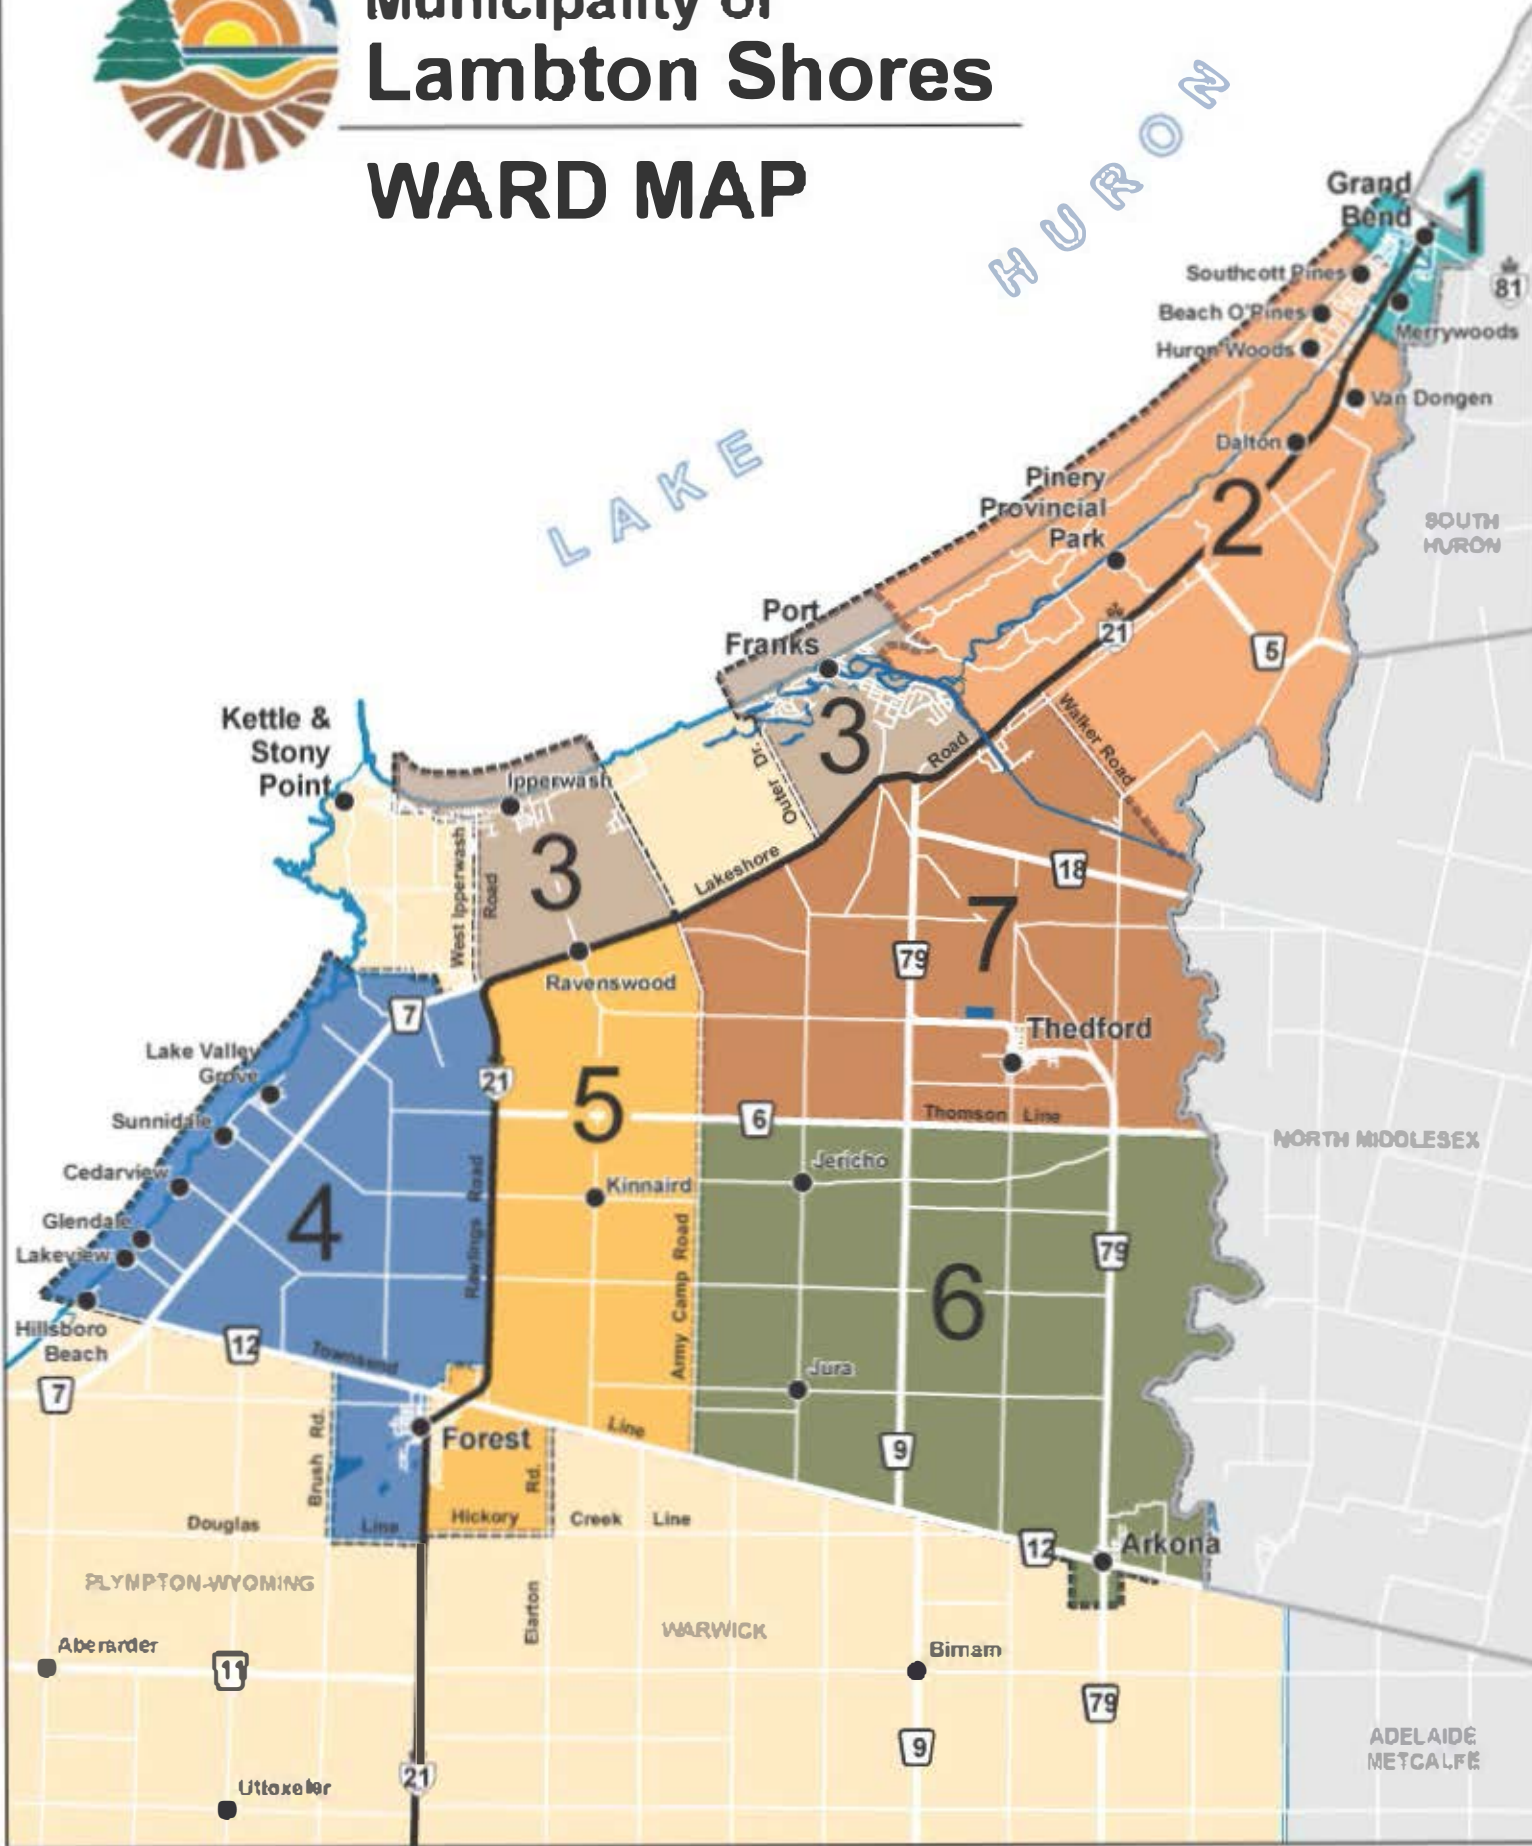 Municipality of
Lambton Shores
WARD MAP
LAKE HURON
Grand
Bend
1
81
Southcott Pines
Beach O'Pines
Huron Woods
Merrywoods
Van Dongen
Dalton
Pinery
Provincial
Park
2
SOUTH
HURON
21
5
Port
Franks
3
Walker Road
Kettle &
Stony
Point
Ipperwash
Outer Dr.
Lakeshore Road
West Ipperwash
Road
3
18
7
79
Ravenswood
7
Thedford
Lake Valley
Grove
Sunnidale
Cedarview
Glendale
Lakeview
Hillsboro
Beach
21
5
6
Thomson Line
NORTH MIDDLESEX
Jericho
Kinnaird
4
Rawlings Road
Army Camp Road
79
6
12
Townsend Line
7
Jura
9
Brush Rd.
Forest
Rd.
Douglas Line
Hickory Creek Line
12
Arkona
PLYMPTON-WYOMING
Elarton
WARWICK
Aberarder
11
Birnam
79
9
ADELAIDE
METCALFE
21
Uttoxeter